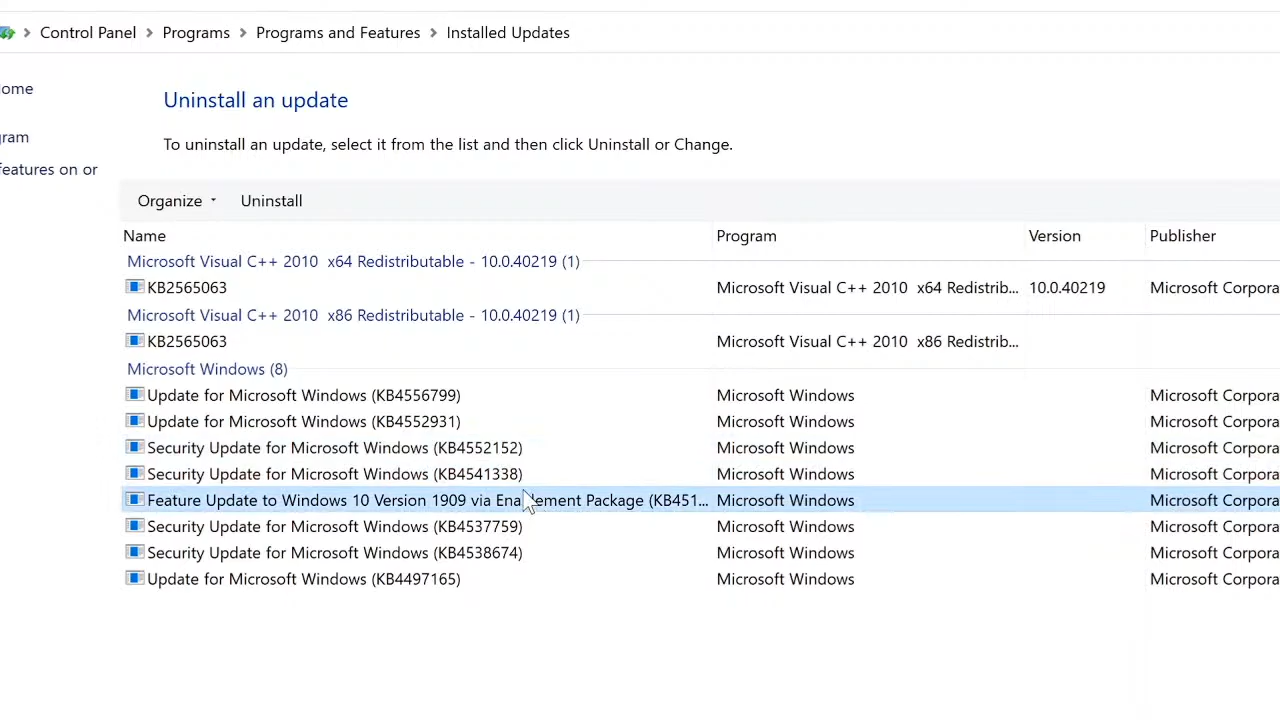 Control Panel > Programs > Programs and Features > Installed Updates
ome
Uninstall an update
ram
To uninstall an update, select it from the list and then click Uninstall or Change.
features on or
Organize Uninstall
Name Program Version Publisher
Microsoft Visual C++ 2010 x64 Redistributable - 10.0.40219 (1)
KB2565063 Microsoft Visual C++ 2010 x64 Redistrib... 10.0.40219 Microsoft Corpora
Microsoft Visual C++ 2010 x86 Redistributable - 10.0.40219 (1)
KB2565063 Microsoft Visual C++ 2010 x86 Redistrib...
Microsoft Windows (8)
Update for Microsoft Windows (KB4556799) Microsoft Windows Microsoft Corpora
Update for Microsoft Windows (KB4552931) Microsoft Windows Microsoft Corpora
Security Update for Microsoft Windows (KB4552152) Microsoft Windows Microsoft Corpora
Security Update for Microsoft Windows (KB4541338) Microsoft Windows Microsoft Corpora
Feature Update to Windows 10 Version 1909 via Enablement Package (KB451... Microsoft Windows Microsoft Corpora
Security Update for Microsoft Windows (KB4537759) Microsoft Windows Microsoft Corpora
Security Update for Microsoft Windows (KB4538674) Microsoft Windows Microsoft Corpora
Update for Microsoft Windows (KB4497165) Microsoft Windows Microsoft Corpora